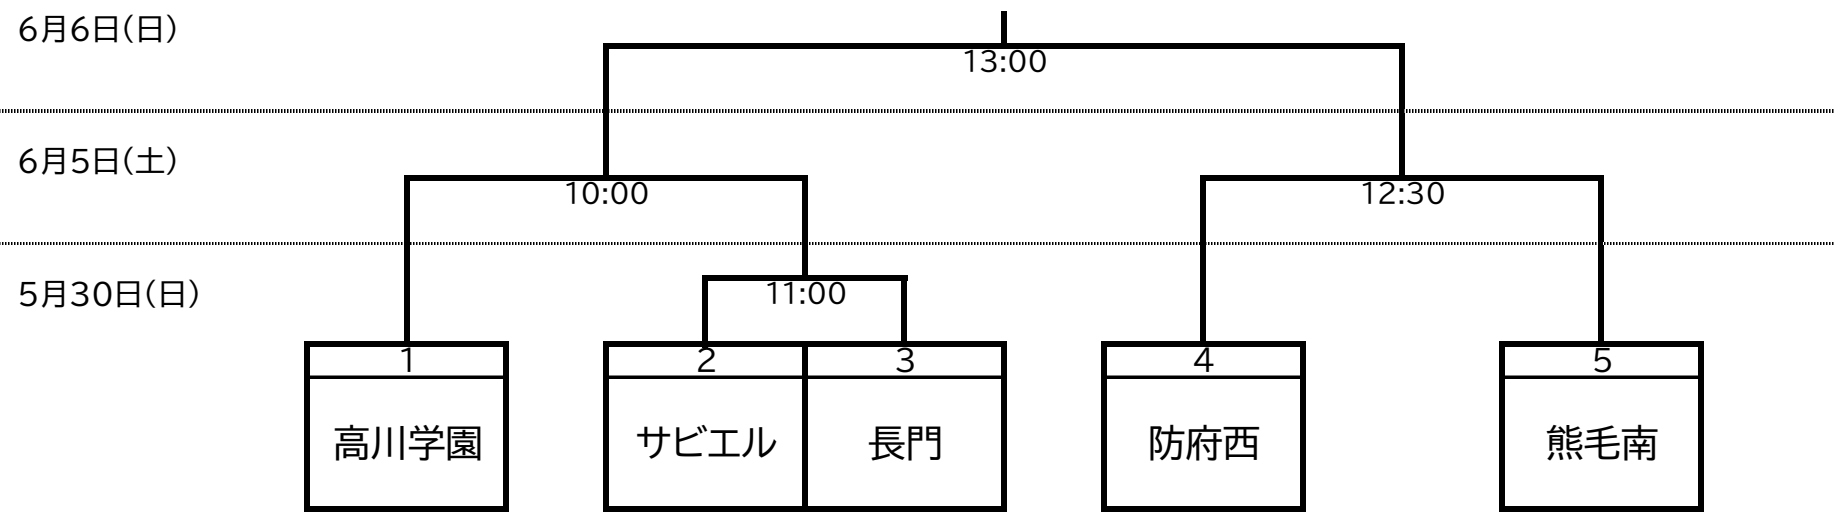 6月6日(日)
13:00
6月5日(土)
10:00
12:30
5月30日(日)
11:00
1
2
3
4
5
高川学園
サビエル
長門
防府西
熊毛南